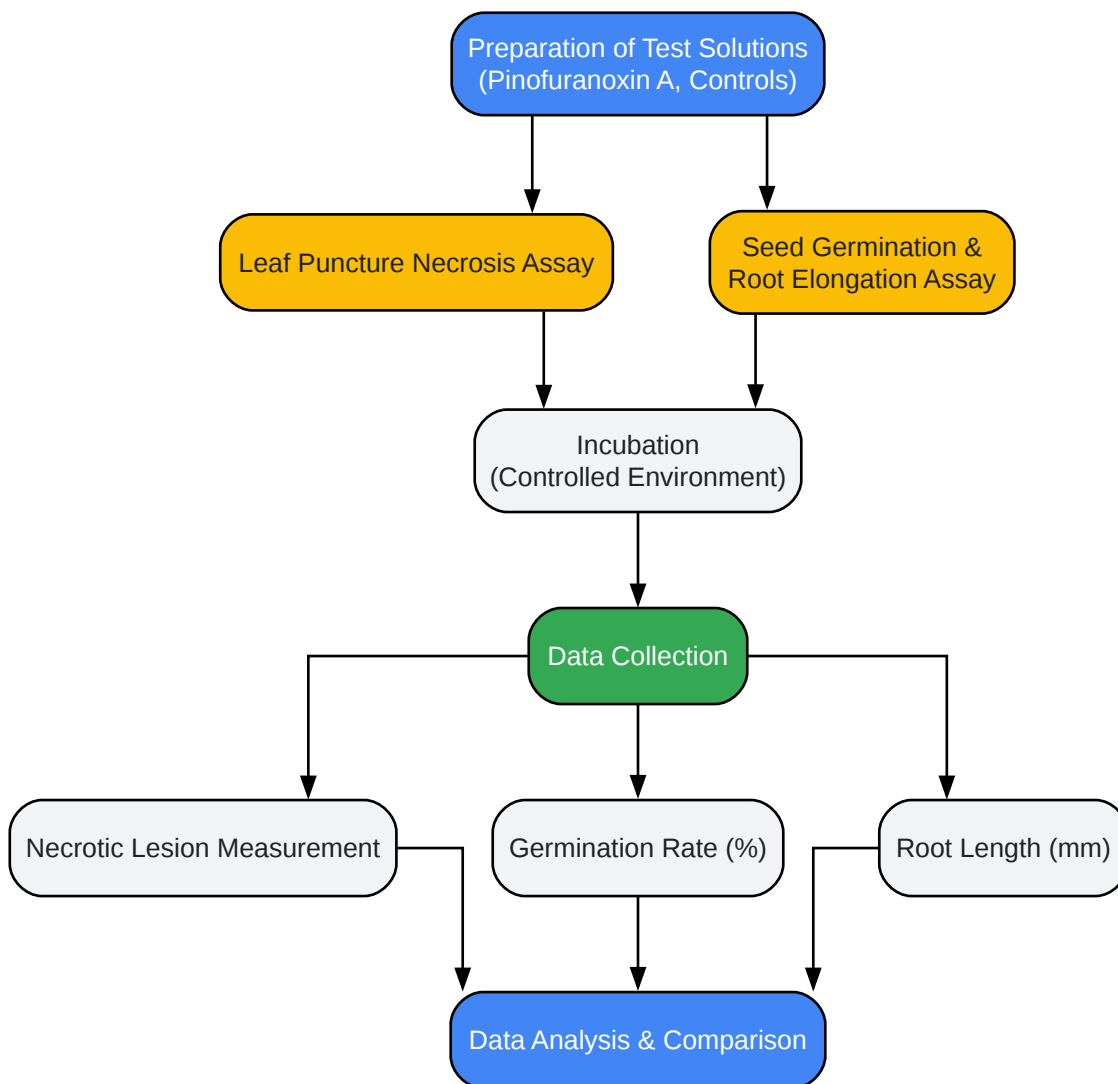 Preparation of Test Solutions
(Pinofuranoxin A, Controls)
Leaf Puncture Necrosis Assay
Seed Germination &
Root Elongation Assay
Incubation
(Controlled Environment)
Data Collection
Necrotic Lesion Measurement
Germination Rate (%)
Root Length (mm)
Data Analysis & Comparison